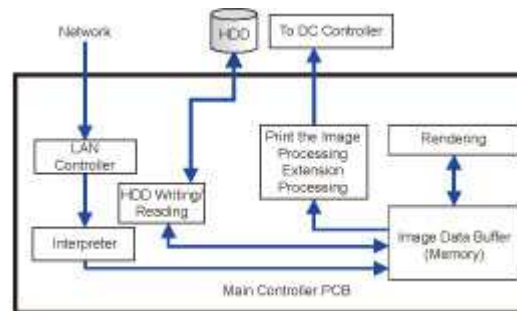 Network
HDD
To DC Controller
LAN
Controller
Print the Image
Processing
Extension
Processing
Rendering
HDD Writing/
Reading
Interpreter
Image Data Buffer
(Memory)
Main Controller PCB